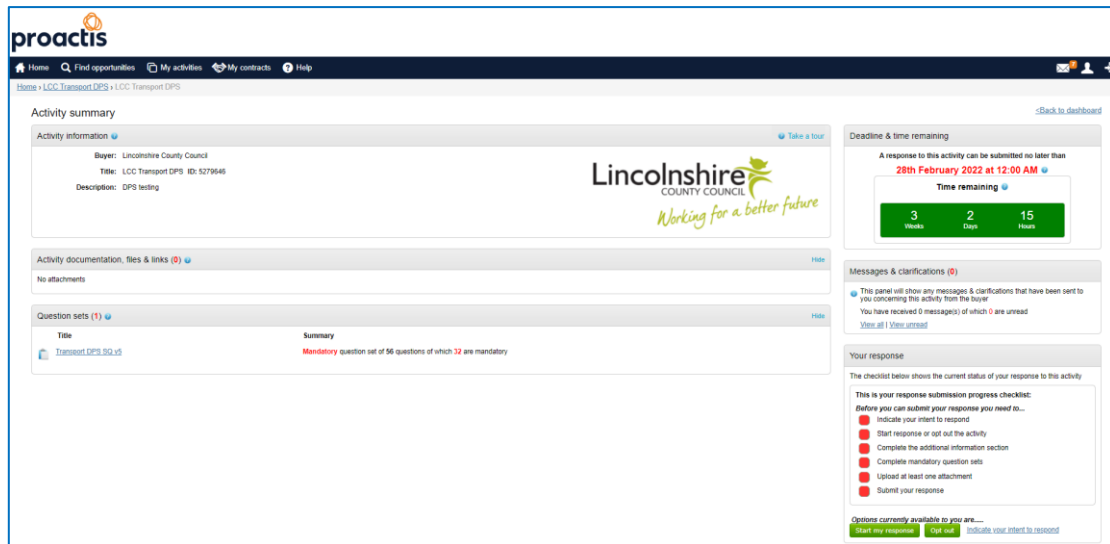 proactis
Home Find opportunities My activities My contracts Help
Home › LCC Transport DPS › LCC Transport DPS
Activity summary
<Back to dashboard
Activity information
Take a tour
Buyer: Lincolnshire County Council
Title: LCC Transport DPS ID: 5279646
Description: DPS testing
Lincolnshire
COUNTY COUNCIL
Working for a better future
Activity documentation, files & links (0)
Hide
No attachments
Question sets (1)
Hide
Title Summary
Transport DPS SQ v5 Mandatory question set of 56 questions of which 32 are mandatory
Deadline & time remaining
A response to this activity can be submitted no later than
28th February 2022 at 12:00 AM
Time remaining
3 2 15
Weeks Days Hours
Messages & clarifications (0)
This panel will show any messages & clarifications that have been sent to
you concerning this activity from the buyer
You have received 0 message(s) of which 0 are unread
View all | View unread
Your response
The checklist below shows the current status of your response to this activity
This is your response submission progress checklist:
Before you can submit your response you need to...
Indicate your intent to respond
Start response or opt out the activity
Complete the additional information section
Complete mandatory question sets
Upload at least one attachment
Submit your response
Options currently available to you are.....
Start my response Opt out Indicate your intent to respond